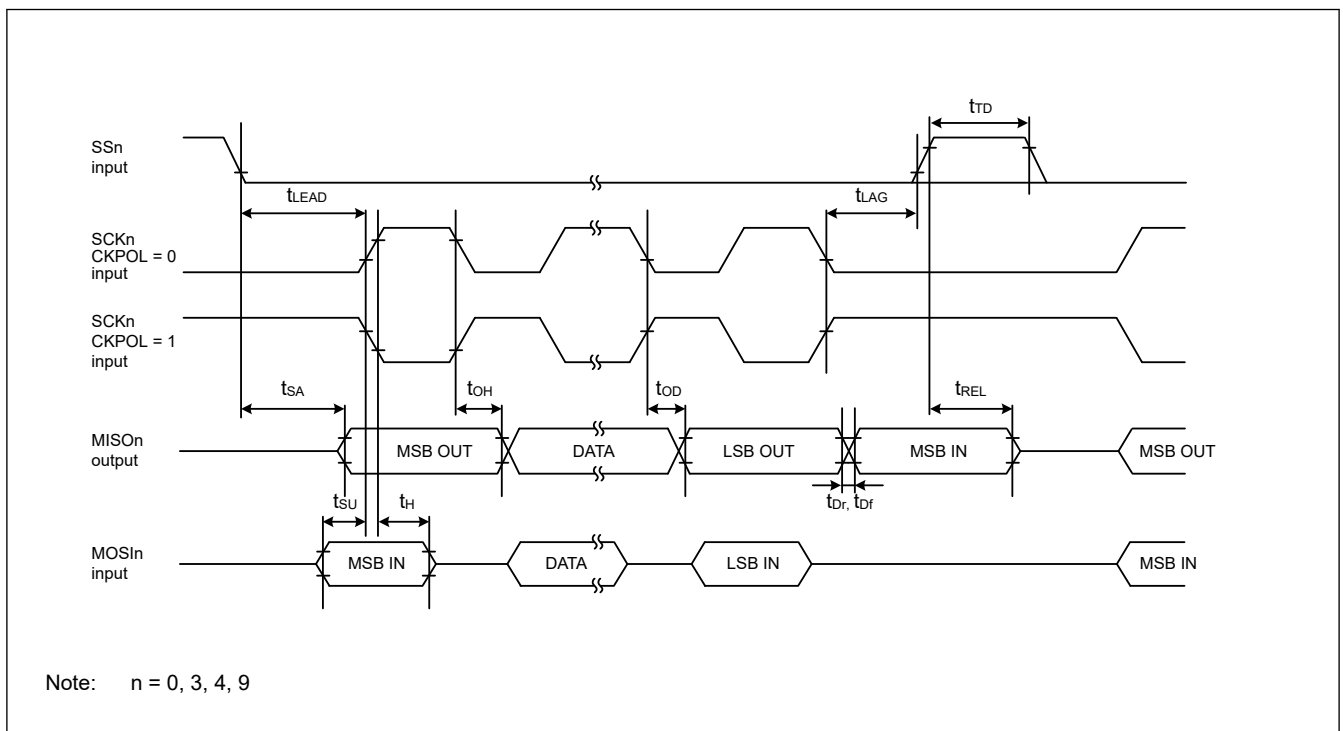 tTD
SSn
input
tLEAD
tLAG
SCKn
CKPOL = 0
input
SCKn
CKPOL = 1
input
tSA
tOH
tOD
tREL
MISOn
output
MSB OUT
DATA
LSB OUT
MSB IN
MSB OUT
tSU
tH
tDr, tDf
MOSIn
input
MSB IN
DATA
LSB IN
MSB IN
Note: n = 0, 3, 4, 9